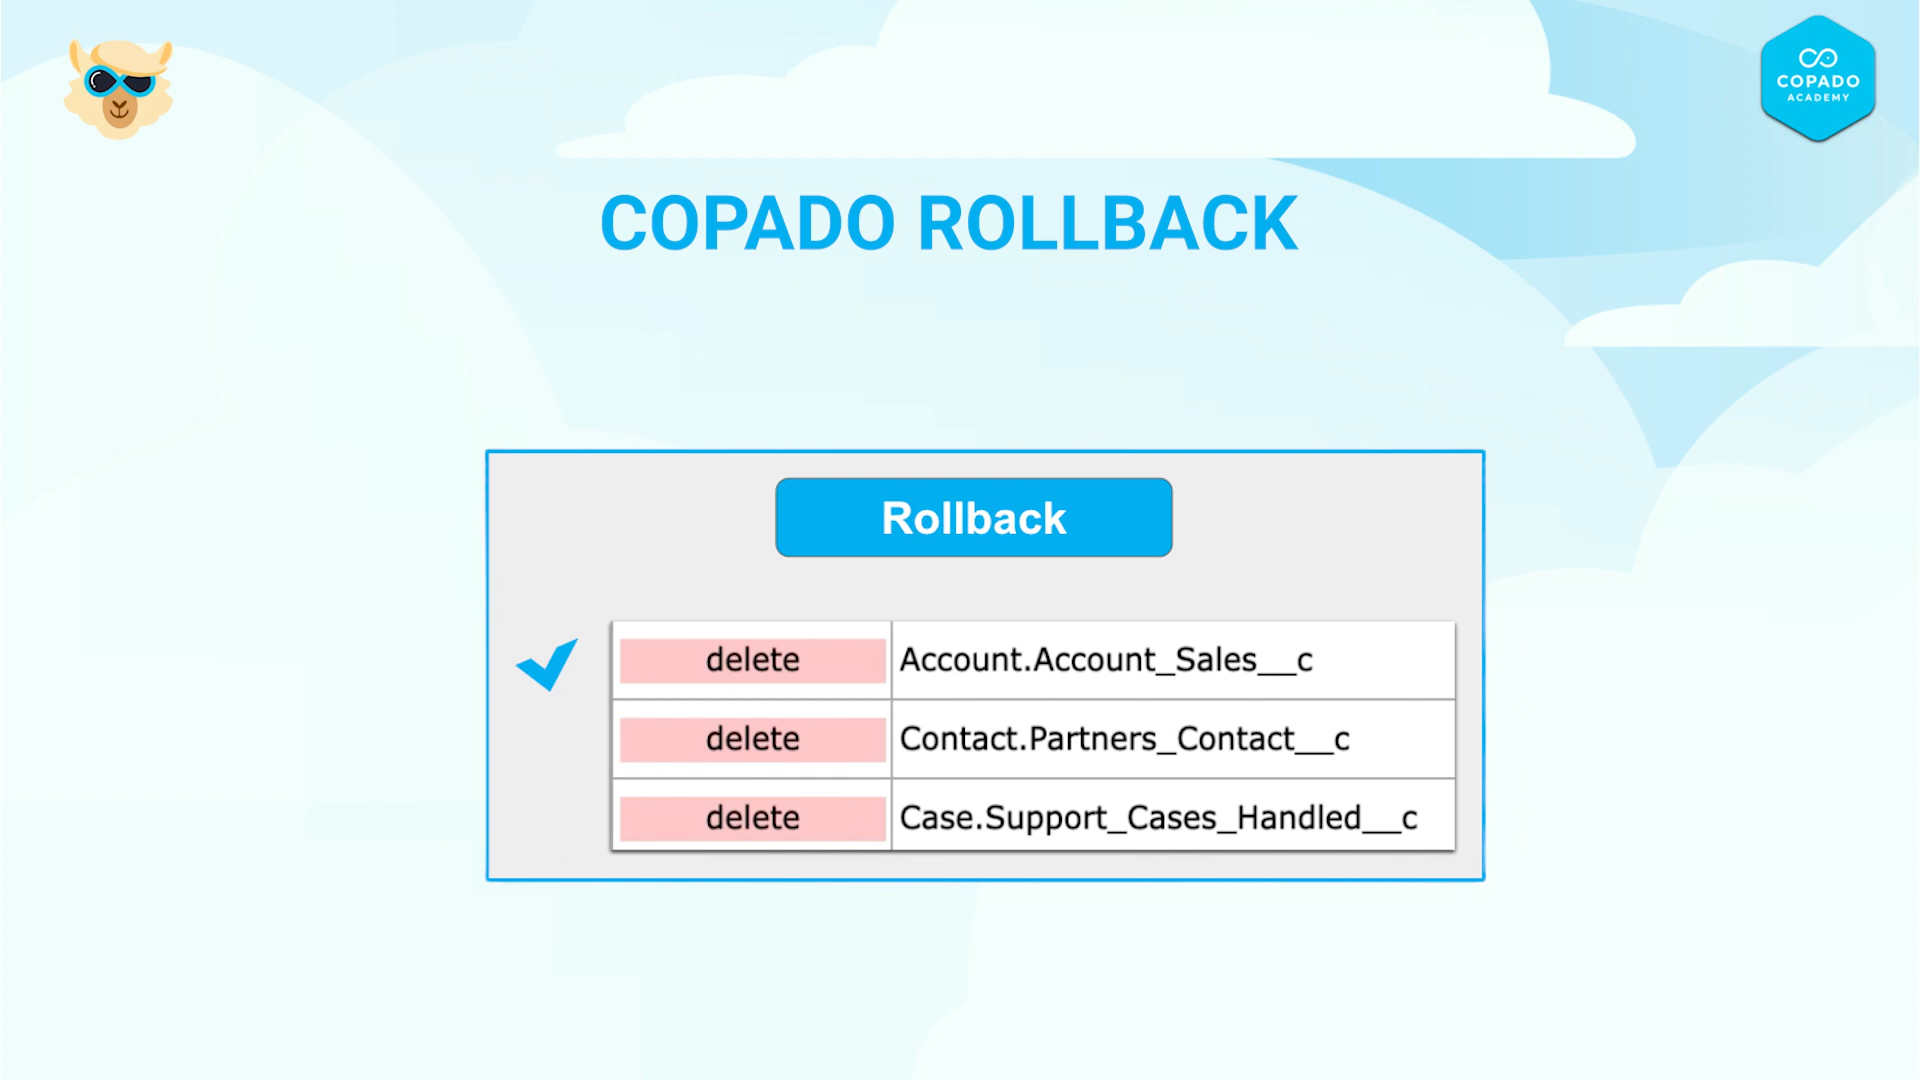 COPADO
ACADEMY
COPADO ROLLBACK
Rollback
delete Account.Account_Sales__c
delete Contact.Partners_Contact__c
delete Case.Support_Cases_Handled__c